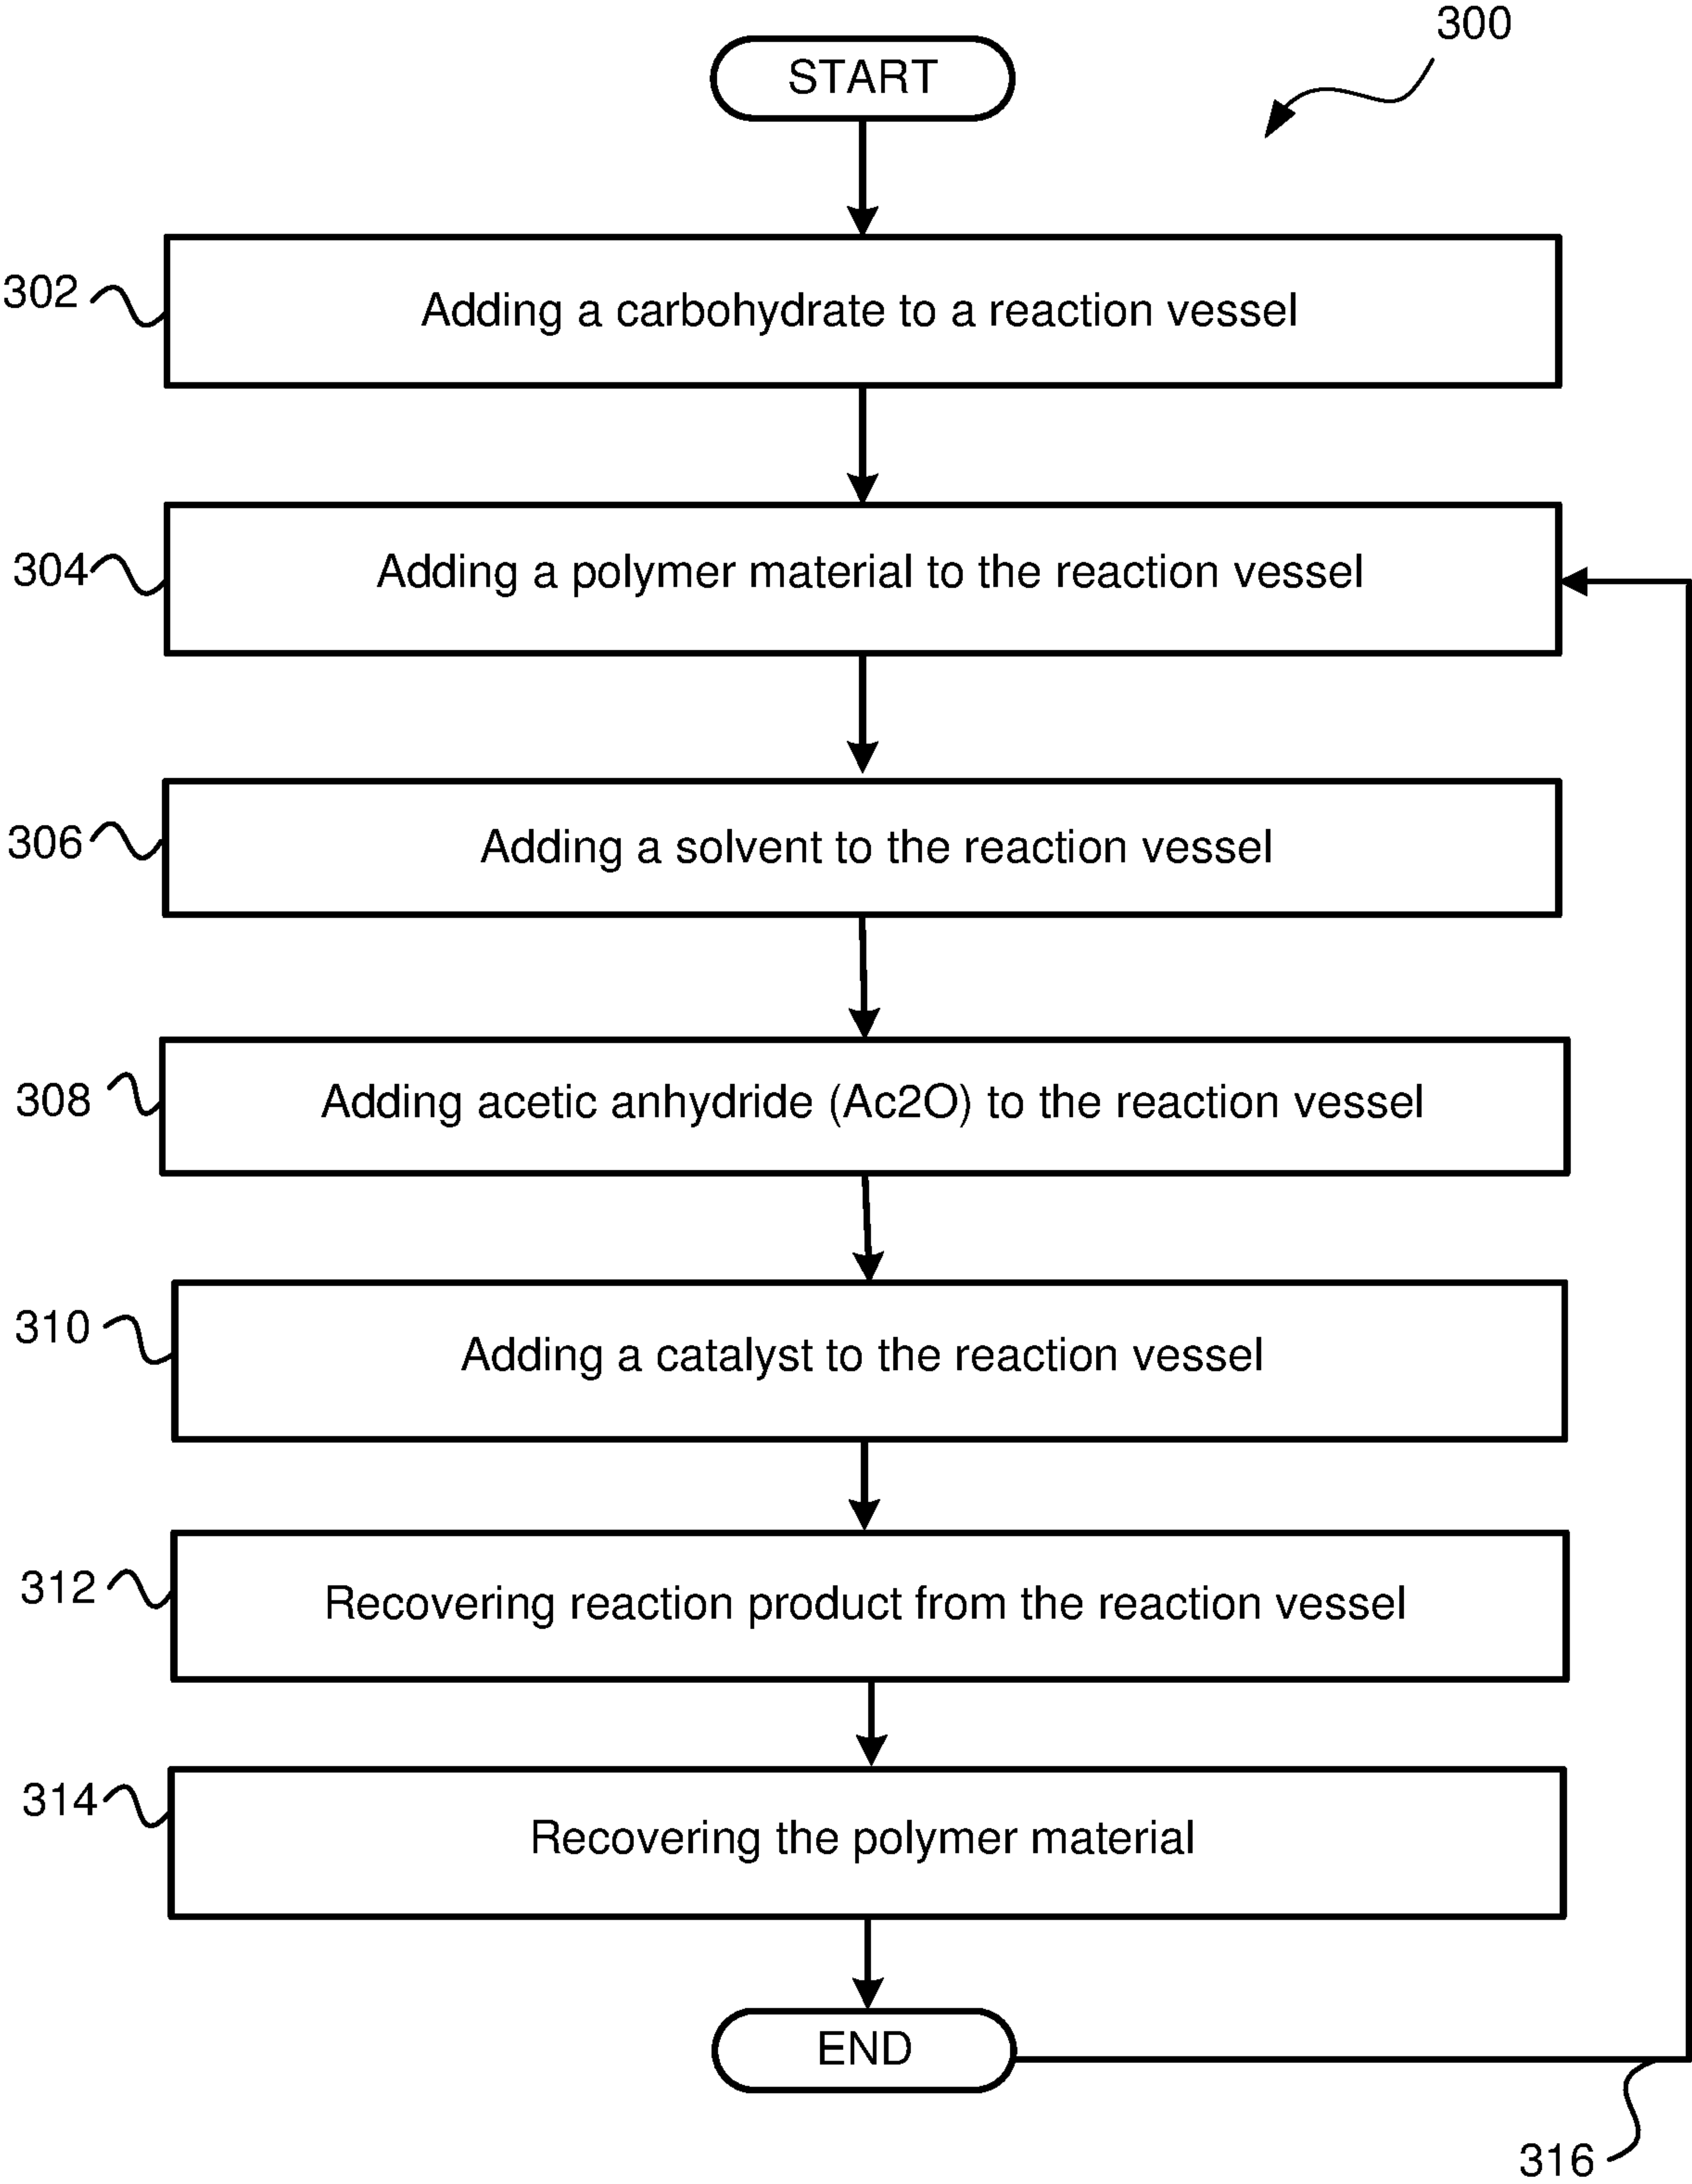 300
START
302
Adding a carbohydrate to a reaction vessel
304
Adding a polymer material to the reaction vessel
306
Adding a solvent to the reaction vessel
308
Adding acetic anhydride (Ac2O) to the reaction vessel
310
Adding a catalyst to the reaction vessel
312
Recovering reaction product from the reaction vessel
314
Recovering the polymer material
END
316